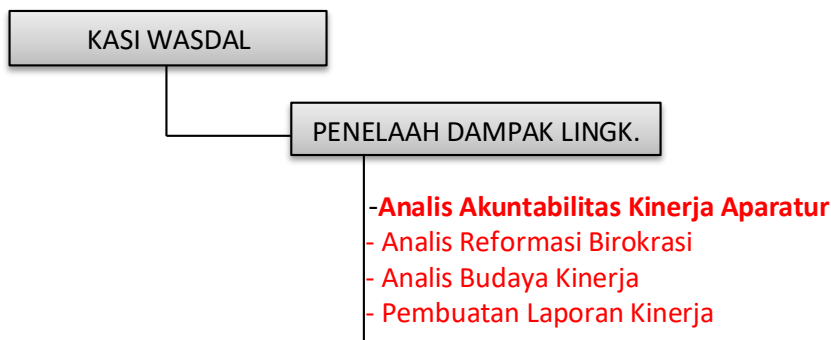 KASI WASDAL
PENELAAH DAMPAK LINGK.
-Analis Akuntabilitas Kinerja Aparatur
- Analis Reformasi Birokrasi
- Analis Budaya Kinerja
- Pembuatan Laporan Kinerja